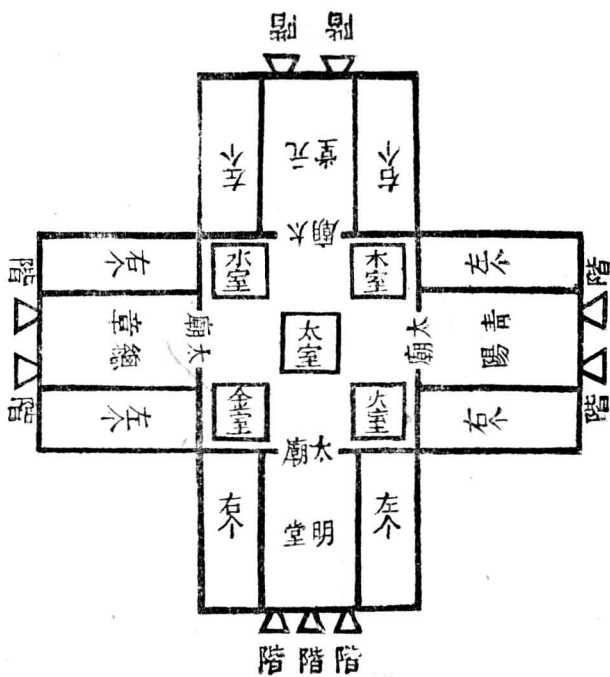 階 階
左个
堂元
右个
廟太
階
右个
水室
木室
左个
階
章總
廟太
太室
太廟
青陽
階
左个
金室
火室
右个
階
廟太
右个
堂明
左个
階階階